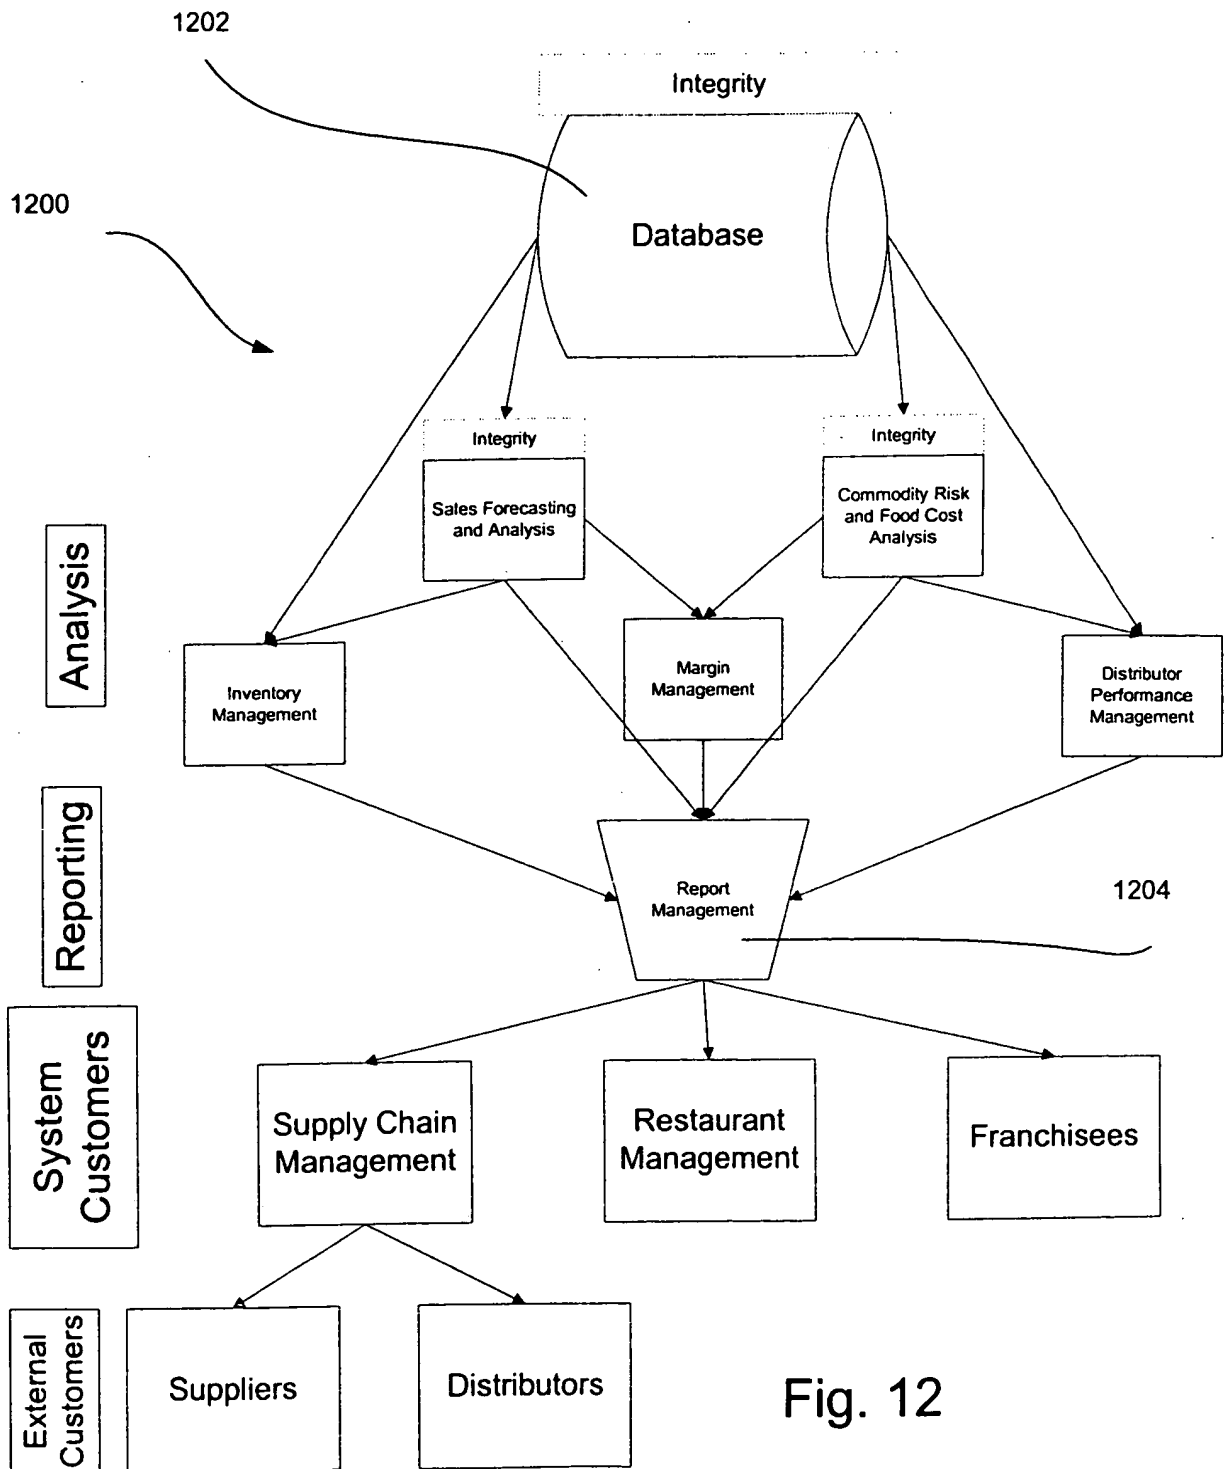 1202
Integrity
1200
Database
Integrity
Integrity
Sales Forecasting
and Analysis
Commodity Risk
and Food Cost
Analysis
Analysis
Inventory
Management
Margin
Management
Distributor
Performance
Management
Reporting
Report
Management
1204
System
Customers
Supply Chain
Management
Restaurant
Management
Franchisees
External
Customers
Suppliers
Distributors
Fig. 12